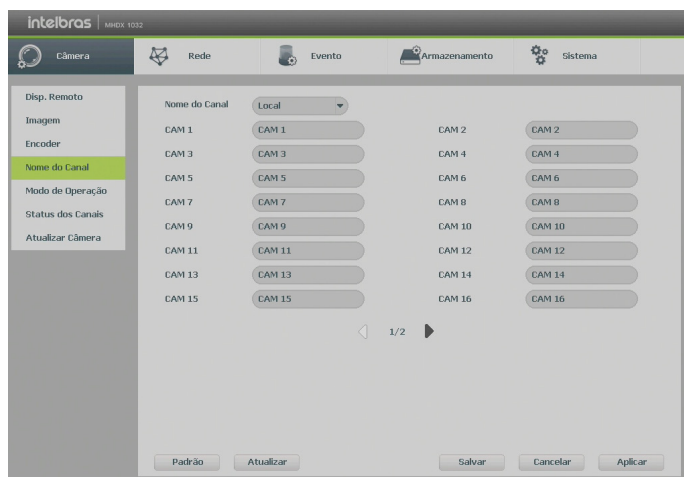 intelbras | MHDX 1032
Câmera Rede Evento Armazenamento Sistema
Disp. Remoto
Imagem
Encoder
Nome do Canal
Modo de Operação
Status dos Canais
Atualizar Câmera
Nome do Canal Local
CAM 1 CAM 1 CAM 2 CAM 2
CAM 3 CAM 3 CAM 4 CAM 4
CAM 5 CAM 5 CAM 6 CAM 6
CAM 7 CAM 7 CAM 8 CAM 8
CAM 9 CAM 9 CAM 10 CAM 10
CAM 11 CAM 11 CAM 12 CAM 12
CAM 13 CAM 13 CAM 14 CAM 14
CAM 15 CAM 15 CAM 16 CAM 16
1/2
Padrão Atualizar Salvar Cancelar Aplicar